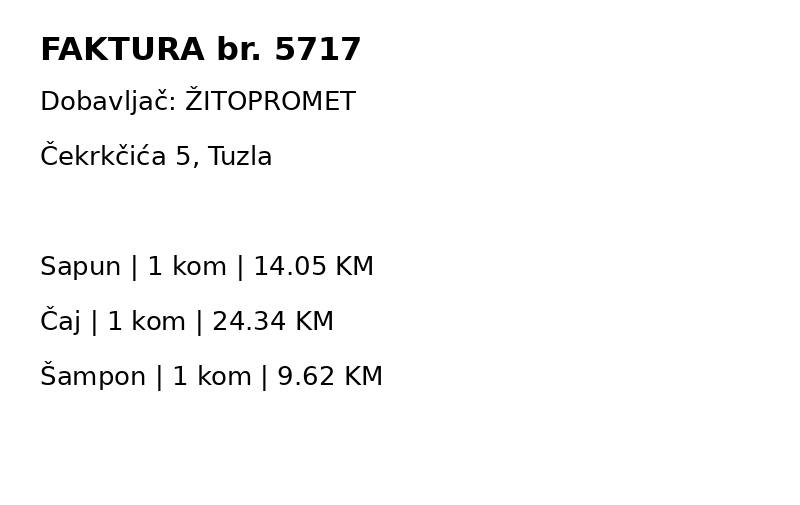 FAKTURA br. 5717
Dobavljač: ŽITOPROMET
Čekrkčića 5, Tuzla
Sapun | 1 kom | 14.05 KM
Čaj | 1 kom | 24.34 KM
Šampon | 1 kom | 9.62 KM